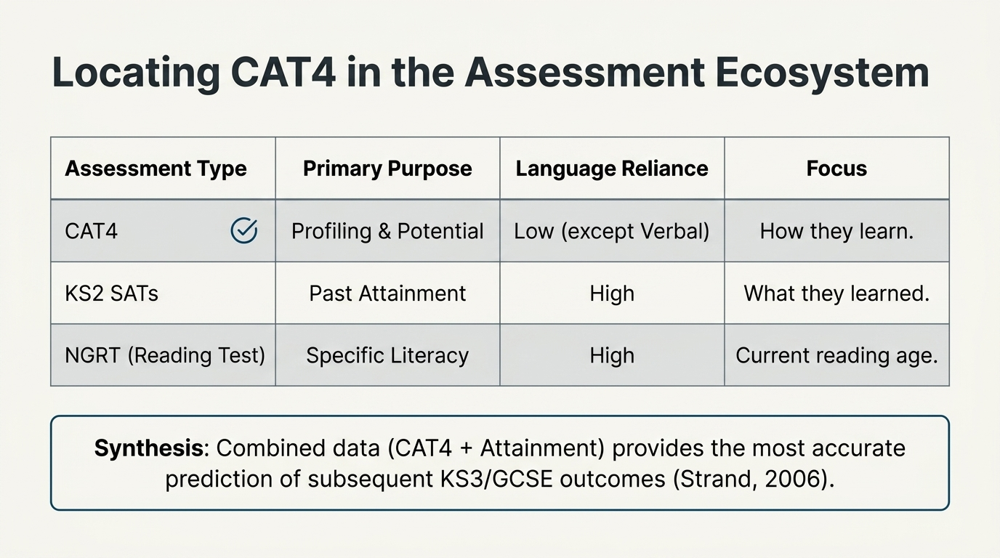 Locating CAT4 in the Assessment Ecosystem
Assessment Type Primary Purpose Language Reliance Focus
CAT4 Profiling & Potential Low (except Verbal) How they learn.
KS2 SATs Past Attainment High What they learned.
NGRT (Reading Test) Specific Literacy High Current reading age.
Synthesis: Combined data (CAT4 + Attainment) provides the most accurate
prediction of subsequent KS3/GCSE outcomes (Strand, 2006).